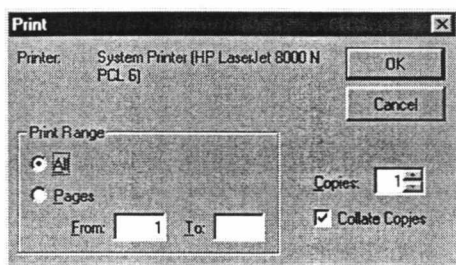 Print
Printer: System Printer (HP LaserJet 8000 N PCL 6)
OK
Cancel
Print Range
All
Pages
From: 1 To:
Copies: 1
Collate Copies